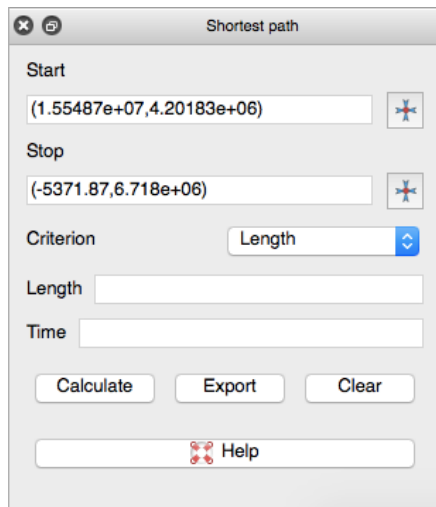 Shortest path
Start
(1.55487e+07,4.20183e+06)
Stop
(-5371.87,6.718e+06)
Criterion Length
Length
Time
Calculate Export Clear
Help